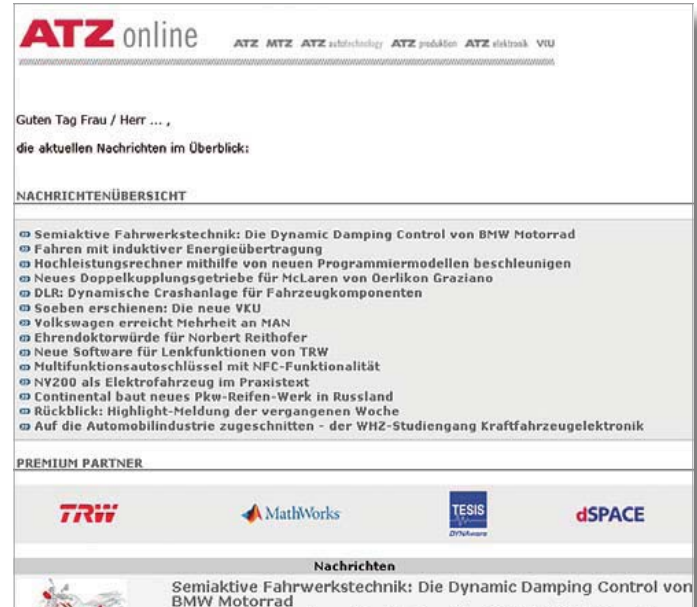 ATZ online
ATZ MTZ ATZ autotechnology ATZ produktion ATZ elektronik VKU
Guten Tag Frau / Herr ... ,
die aktuellen Nachrichten im Überblick:
NACHRICHTENÜBERSICHT
Semiaktive Fahrwerkstechnik: Die Dynamic Damping Control von BMW Motorrad
Fahren mit induktiver Energieübertragung
Hochleistungsrechner mithilfe von neuen Programmiermodellen beschleunigen
Neues Doppelkupplungsgetriebe für McLaren von Oerlikon Graziano
DLR: Dynamische Crashanlage für Fahrzeugkomponenten
Soeben erschienen: Die neue VKU
Volkswagen erreicht Mehrheit an MAN
Ehrendoktorwürde für Norbert Reithofer
Neue Software für Lenkfunktionen von TRW
Multifunktionsautoschlüssel mit NFC-Funktionalität
NV200 als Elektrofahrzeug im Praxistext
Continental baut neues Pkw-Reifen-Werk in Russland
Rückblick: Highlight-Meldung der vergangenen Woche
Auf die Automobilindustrie zugeschnitten - der WHZ-Studiengang Kraftfahrzeugelektronik
PREMIUM PARTNER
TRW MathWorks TESIS dSPACE
DYNAware
Nachrichten
Semiaktive Fahrwerkstechnik: Die Dynamic Damping Control von
BMW Motorrad